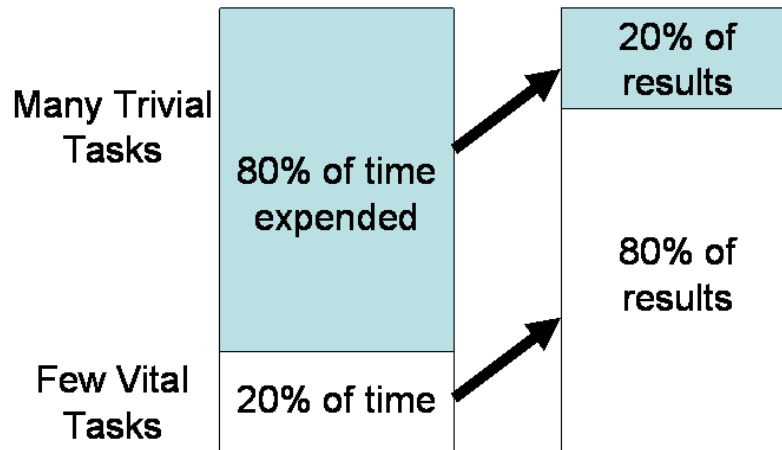 Many Trivial
Tasks
80% of time
expended
20% of
results
80% of
results
Few Vital
Tasks
20% of time